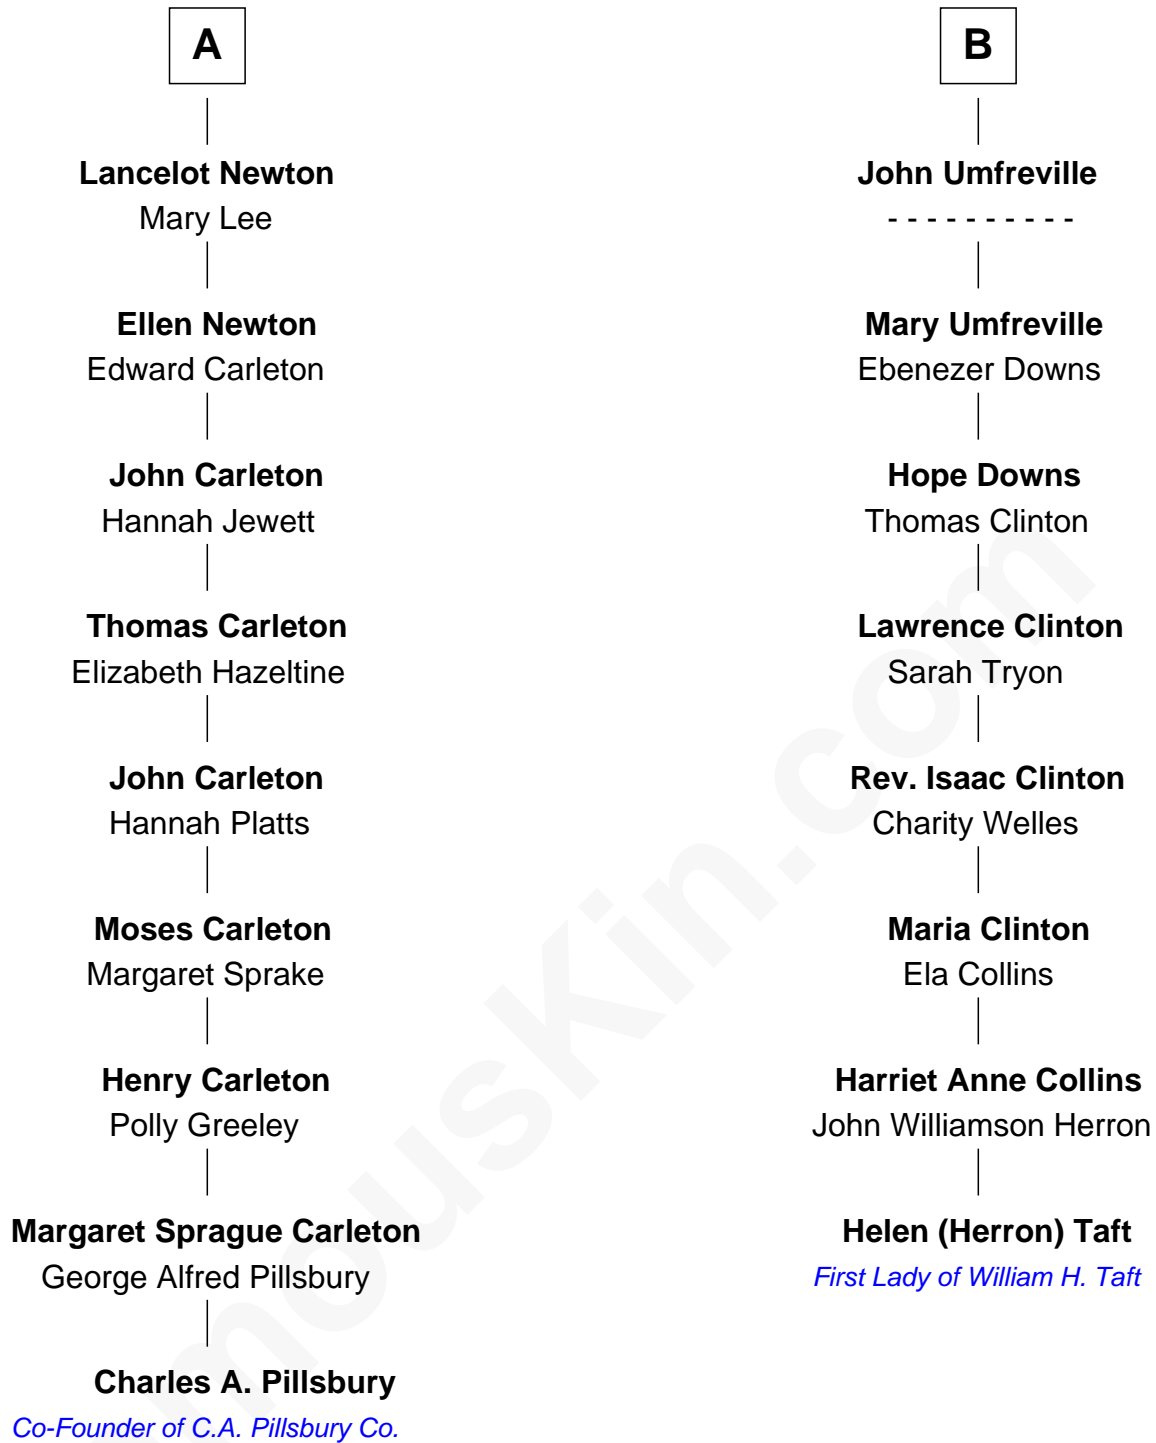 A
Lancelot Newton
Mary Lee
Ellen Newton
Edward Carleton
John Carleton
Hannah Jewett
Thomas Carleton
Elizabeth Hazeltine
John Carleton
Hannah Platts
Moses Carleton
Margaret Sprake
Henry Carleton
Polly Greeley
Margaret Sprague Carleton
George Alfred Pillsbury
Charles A. Pillsbury
Co-Founder of C.A. Pillsbury Co.
B
John Umfreville
- - - - - - - - - -
Mary Umfreville
Ebenezer Downs
Hope Downs
Thomas Clinton
Lawrence Clinton
Sarah Tryon
Rev. Isaac Clinton
Charity Welles
Maria Clinton
Ela Collins
Harriet Anne Collins
John Williamson Herron
Helen (Herron) Taft
First Lady of William H. Taft
mousKin.com